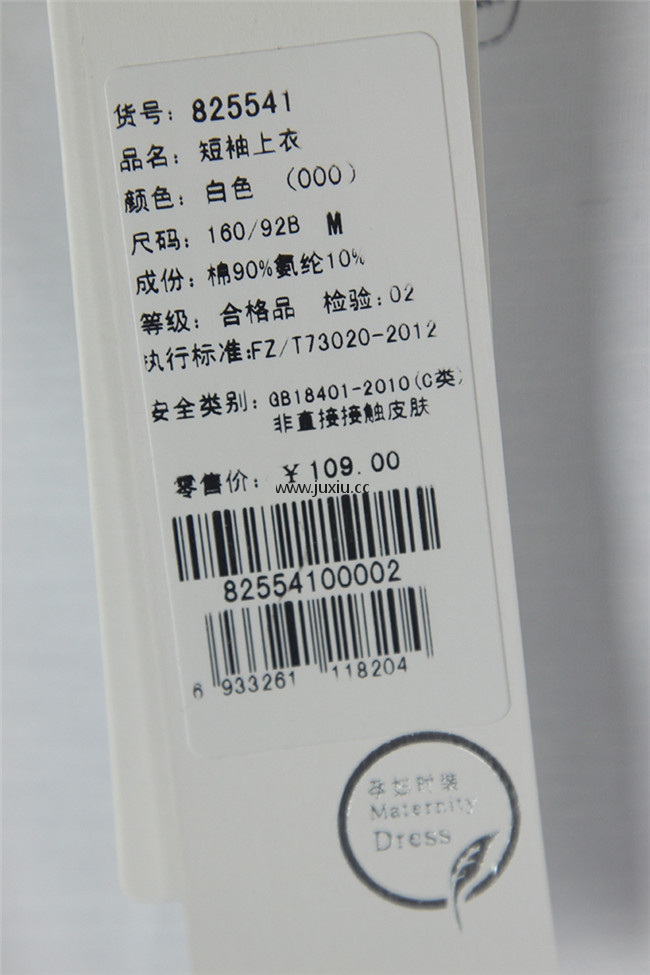 货号：825541
品名：短袖上衣
颜色：白色 （000）
尺码：160/92B M
成份：棉90%氨纶10%
等级：合格品 检验:02
执行标准:FZ/T73020-2012
安全类别：GB18401-2010(C类)
非直接接触皮肤
零售价：￥109.00
www.juxiu.cc
82554100002
6 933261 118204
孕妇时装
Maternity
Dress